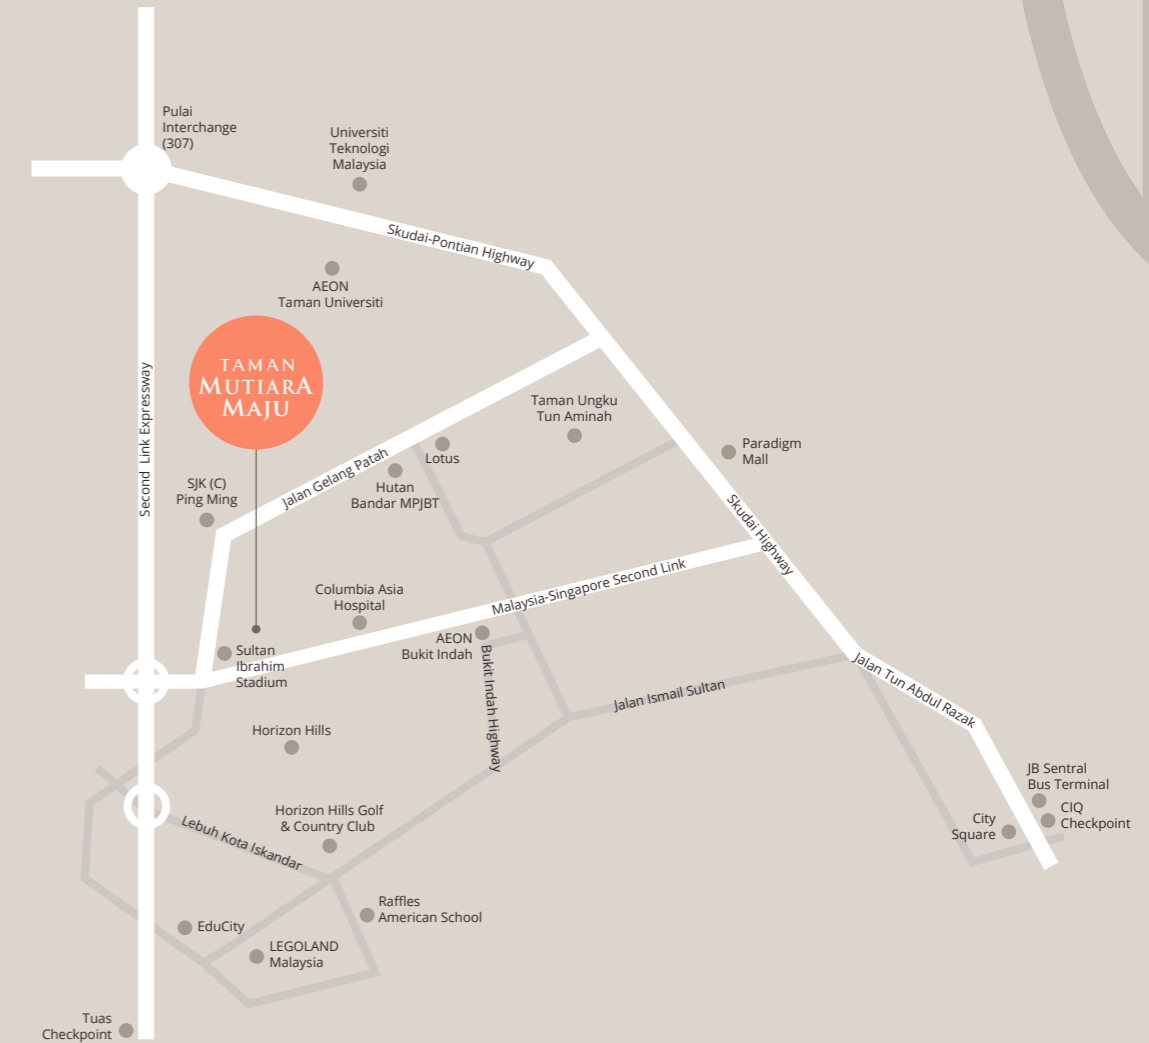 Pulai
Interchange
(307)
Universiti
Teknologi
Malaysia
Skudai-Pontian Highway
AEON
Taman Universiti
TAMAN
MUTIARA
MAJU
Second Link Expressway
Taman Ungku
Tun Aminah
Paradigm
Mall
Lotus
Jalan Gelang Patah
Hutan
Bandar MPJBT
SJK (C)
Ping Ming
Skudai Highway
Malaysia-Singapore Second Link
Columbia Asia
Hospital
AEON
Bukit Indah
Sultan
Ibrahim
Stadium
Bukit Indah Highway
Jalan Ismail Sultan
Jalan Tun Abdul Razak
Horizon Hills
JB Sentral
Bus Terminal
CIQ
Checkpoint
City
Square
Horizon Hills Golf
& Country Club
Lebuh Kota Iskandar
Raffles
American School
EduCity
LEGOLAND
Malaysia
Tuas
Checkpoint